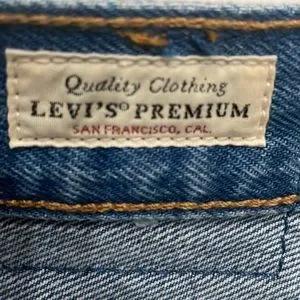 Quality Clothing
LEVI'S® PREMIUM
SAN FRANCISCO, CAL.